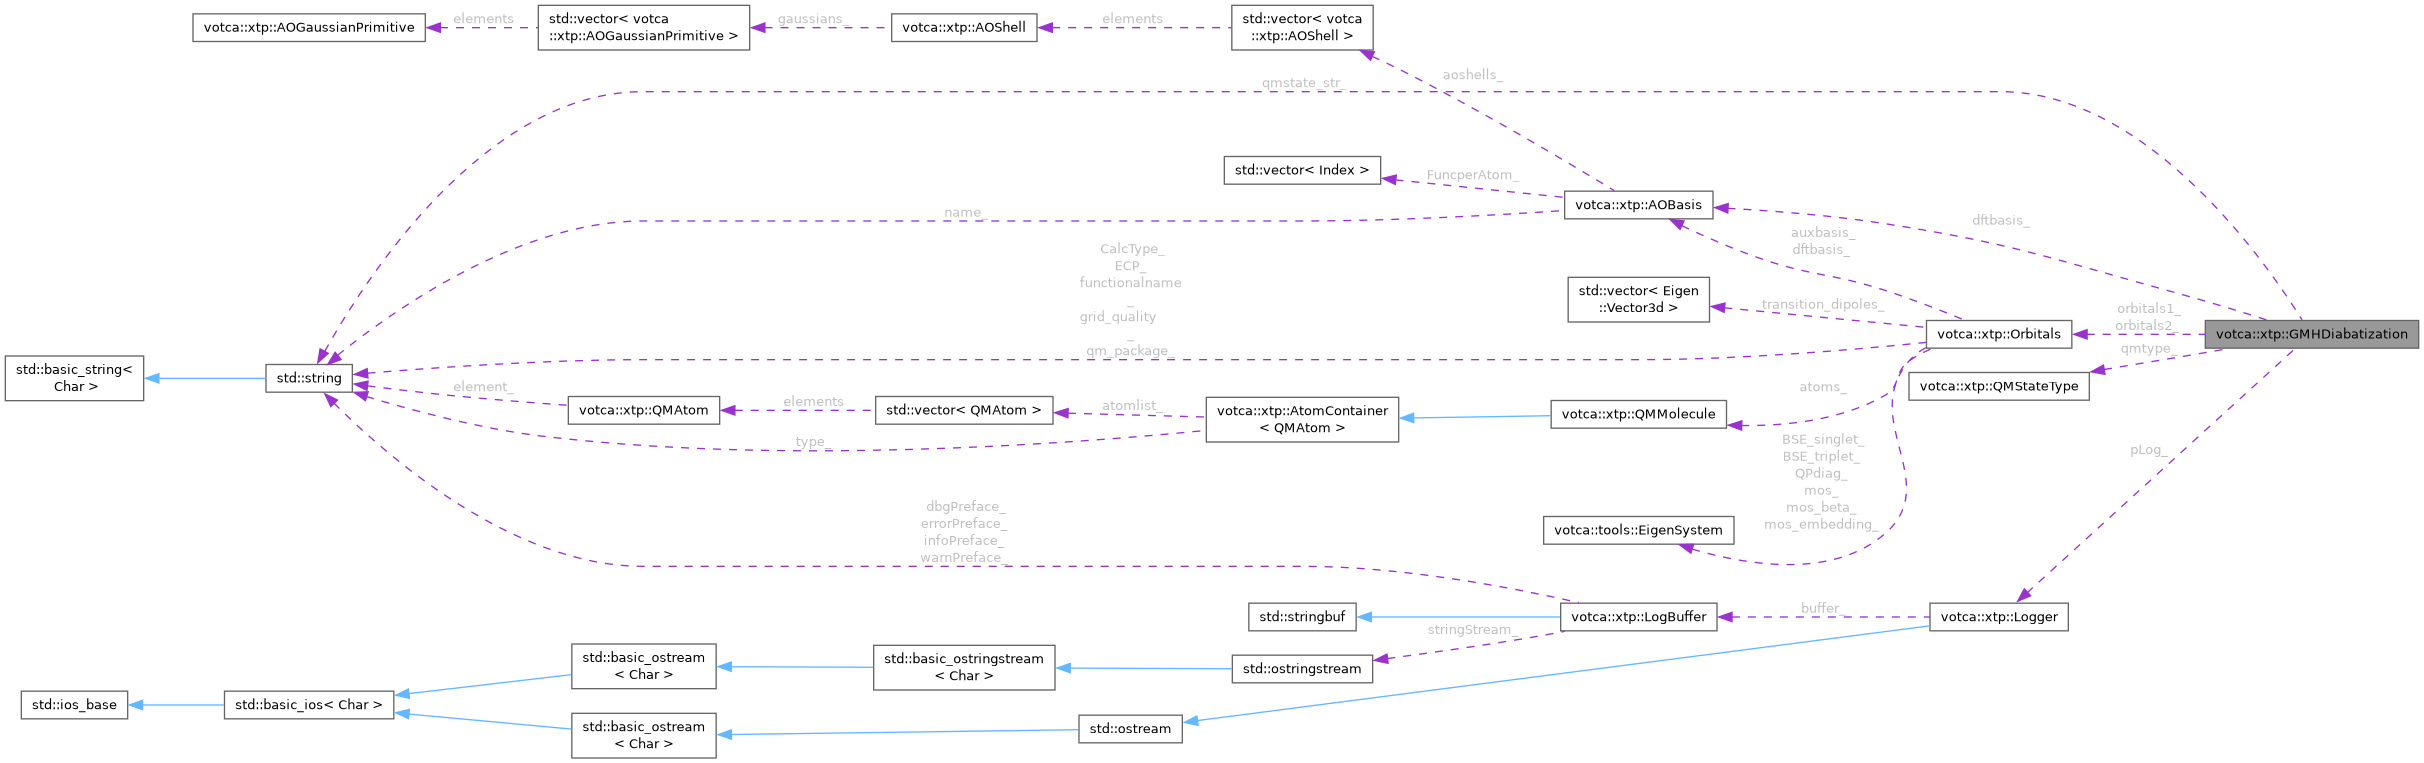 votca::xtp::AOGaussianPrimitive
elements
std::vector< votca
::xtp::AOGaussianPrimitive >
gaussians_
votca::xtp::AOShell
elements
std::vector< votca
::xtp::AOShell >
aoshells_
qmstate_str_
std::vector< Index >
FuncperAtom_
votca::xtp::AOBasis
name_
dftbasis_
auxbasis_
dftbasis_
CalcType_
ECP_
functionalname
_
grid_quality
_
qm_package_
std::vector< Eigen
::Vector3d >
transition_dipoles_
votca::xtp::Orbitals
orbitals1_
orbitals2_
votca::xtp::GMHDiabatization
qmtype_
votca::xtp::QMStateType
std::basic_string<
Char >
std::string
element_
votca::xtp::QMAtom
elements
std::vector< QMAtom >
atomlist_
votca::xtp::AtomContainer
< QMAtom >
votca::xtp::QMMolecule
atoms_
type_
BSE_singlet_
BSE_triplet_
QPdiag_
mos_
mos_beta_
mos_embedding_
pLog_
votca::tools::EigenSystem
dbgPreface_
errorPreface_
infoPreface_
warnPreface_
std::stringbuf
votca::xtp::LogBuffer
buffer_
votca::xtp::Logger
stringStream_
std::basic_ostream
< Char >
std::basic_ostringstream
< Char >
std::ostringstream
std::ios_base
std::basic_ios< Char >
std::basic_ostream
< Char >
std::ostream